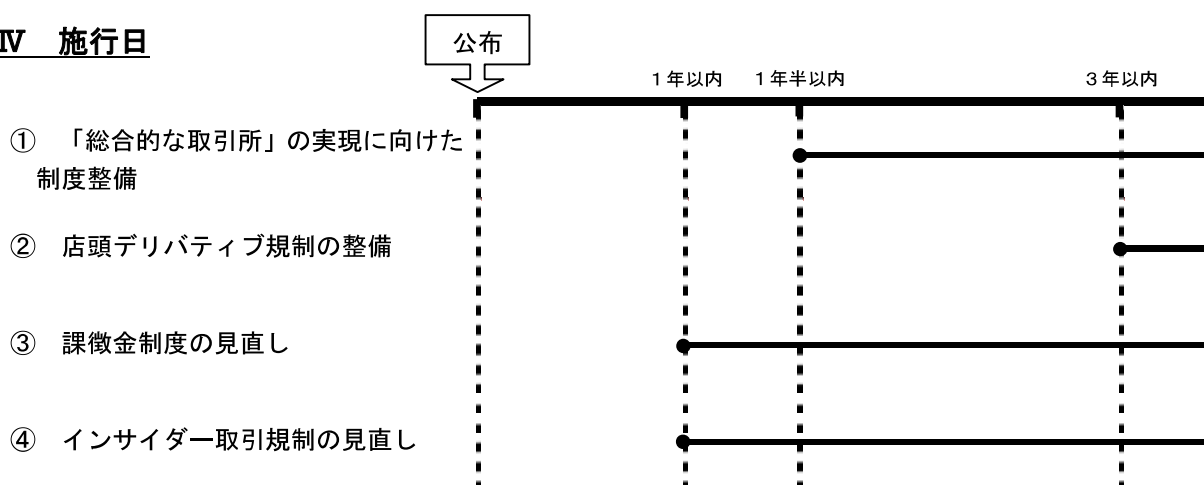 Ⅳ　施行日
公布
１年以内　１年半以内　３年以内
①　「総合的な取引所」の実現に向けた
制度整備
②　店頭デリバティブ規制の整備
③　課徴金制度の見直し
④　インサイダー取引規制の見直し